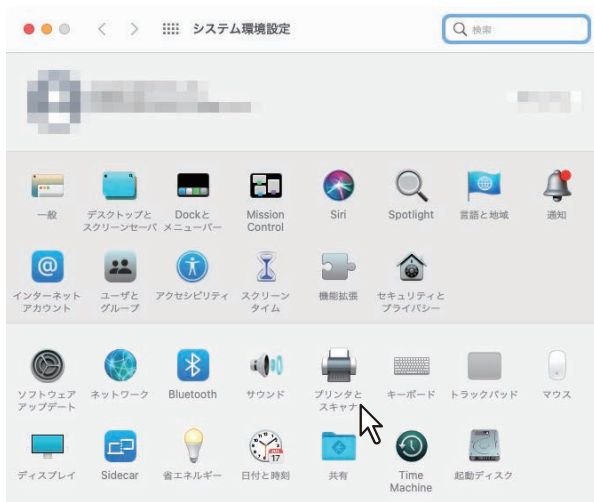 システム環境設定
検索
一般
デスクトップと
スクリーンセーバ
Dockと
メニューバー
Mission
Control
Siri
Spotlight
言語と地域
通知
インターネット
アカウント
ユーザと
グループ
アクセシビリティ
スクリーン
タイム
機能拡張
セキュリティと
プライバシー
ソフトウェア
アップデート
ネットワーク
Bluetooth
サウンド
プリンタと
スキャナ
キーボード
トラックパッド
マウス
ディスプレイ
Sidecar
省エネルギー
日付と時刻
共有
Time
Machine
起動ディスク